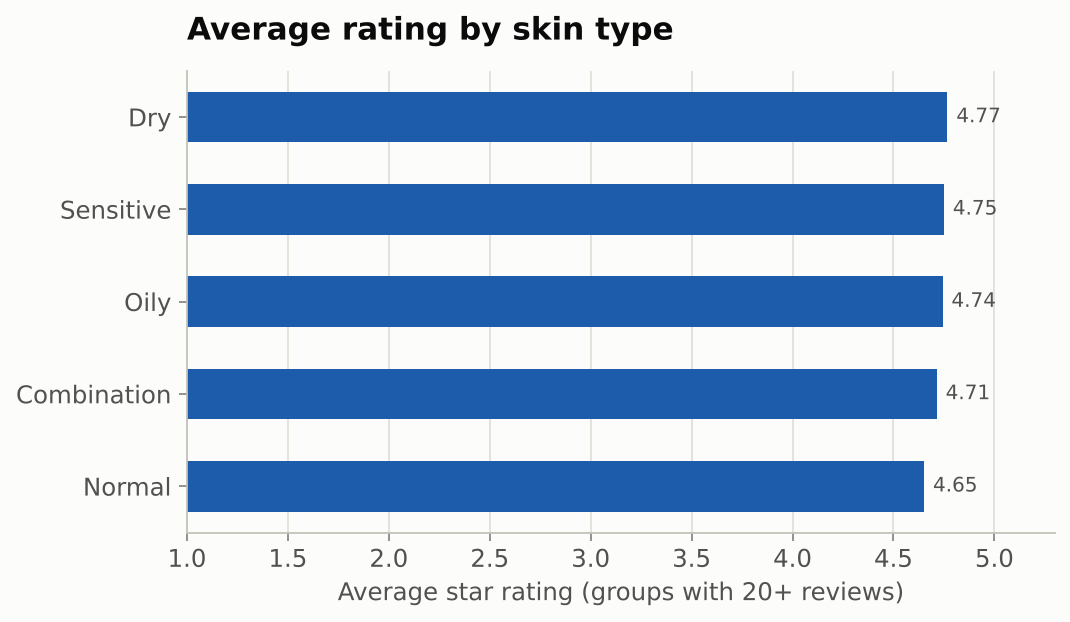 Average rating by skin type
Dry 4.77
Sensitive 4.75
Oily 4.74
Combination 4.71
Normal 4.65
1.0 1.5 2.0 2.5 3.0 3.5 4.0 4.5 5.0
Average star rating (groups with 20+ reviews)